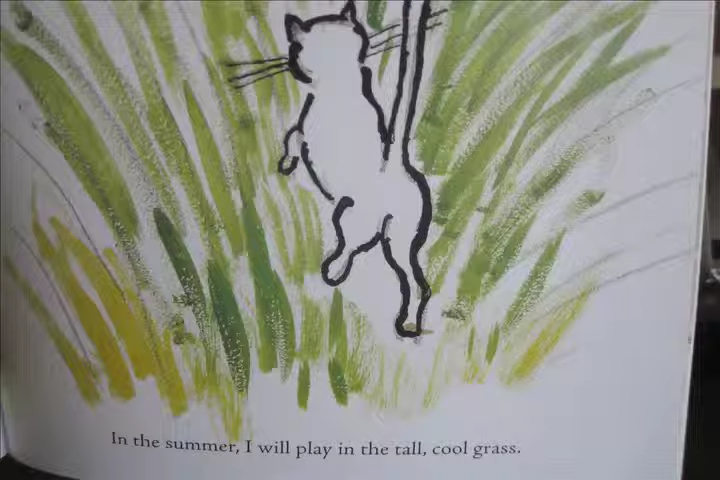 In the summer, I will play in the tall, cool grass.